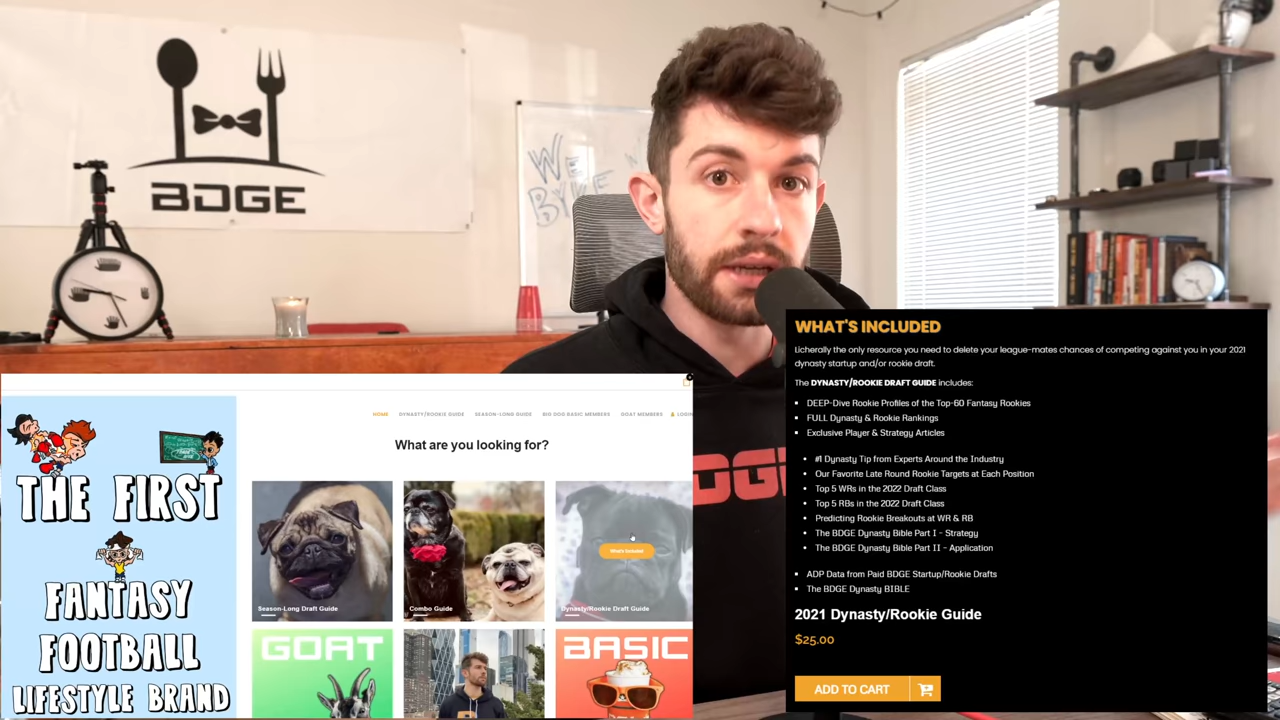 BDGE
WE
BYKE
HOME DYNASTY/ROOKIE GUIDE SEASON-LONG GUIDE BIG DOG-BASIC MEMBERS GOAT MEMBERS LOGIN
What are you looking for?
THE FIRST
FANTASY
FOOTBALL
LIFESTYLE BRAND
What's Included
Season-Long Draft Guide
Combo Guide
Dynasty/Rookie Draft Guide
GOAT
BASIC
WHAT'S INCLUDED
Licherally the only resource you need to delete your league-mates chances of competing against you in your 2021
dynasty startup and/or rookie draft.
The DYNASTY/ROOKIE DRAFT GUIDE includes:
• DEEP-Dive Rookie Profiles of the Top-60 Fantasy Rookies
• FULL Dynasty & Rookie Rankings
• Exclusive Player & Strategy Articles
• #1 Dynasty Tip from Experts Around the Industry
• Our Favorite Late Round Rookie Targets at Each Position
• Top 5 WRs in the 2022 Draft Class
• Top 5 RBs in the 2022 Draft Class
• Predicting Rookie Breakouts at WR & RB
• The BDGE Dynasty Bible Part I - Strategy
• The BDGE Dynasty Bible Part II - Application
• ADP Data from Paid BDGE Startup/Rookie Drafts
• The BDGE Dynasty BIBLE
2021 Dynasty/Rookie Guide
$25.00
ADD TO CART